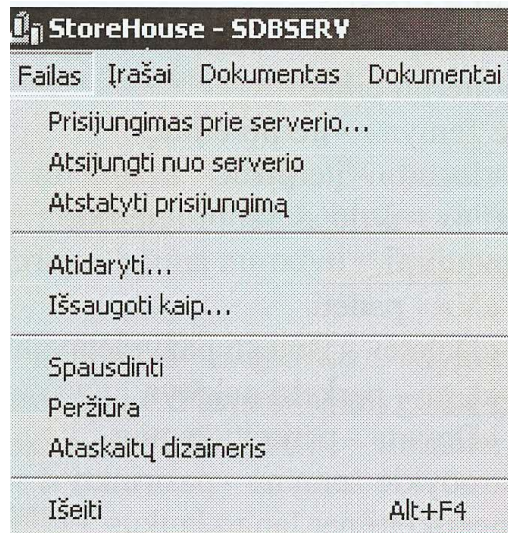 StoreHouse - SDBSERV
Failas Įrašai Dokumentas Dokumentai
Prisijungimas prie serverio...
Atsijungti nuo serverio
Atstatyti prisijungimą
Atidaryti...
Išsaugoti kaip...
Spausdinti
Peržiūra
Ataskaitų dizaineris
Išeiti Alt+F4